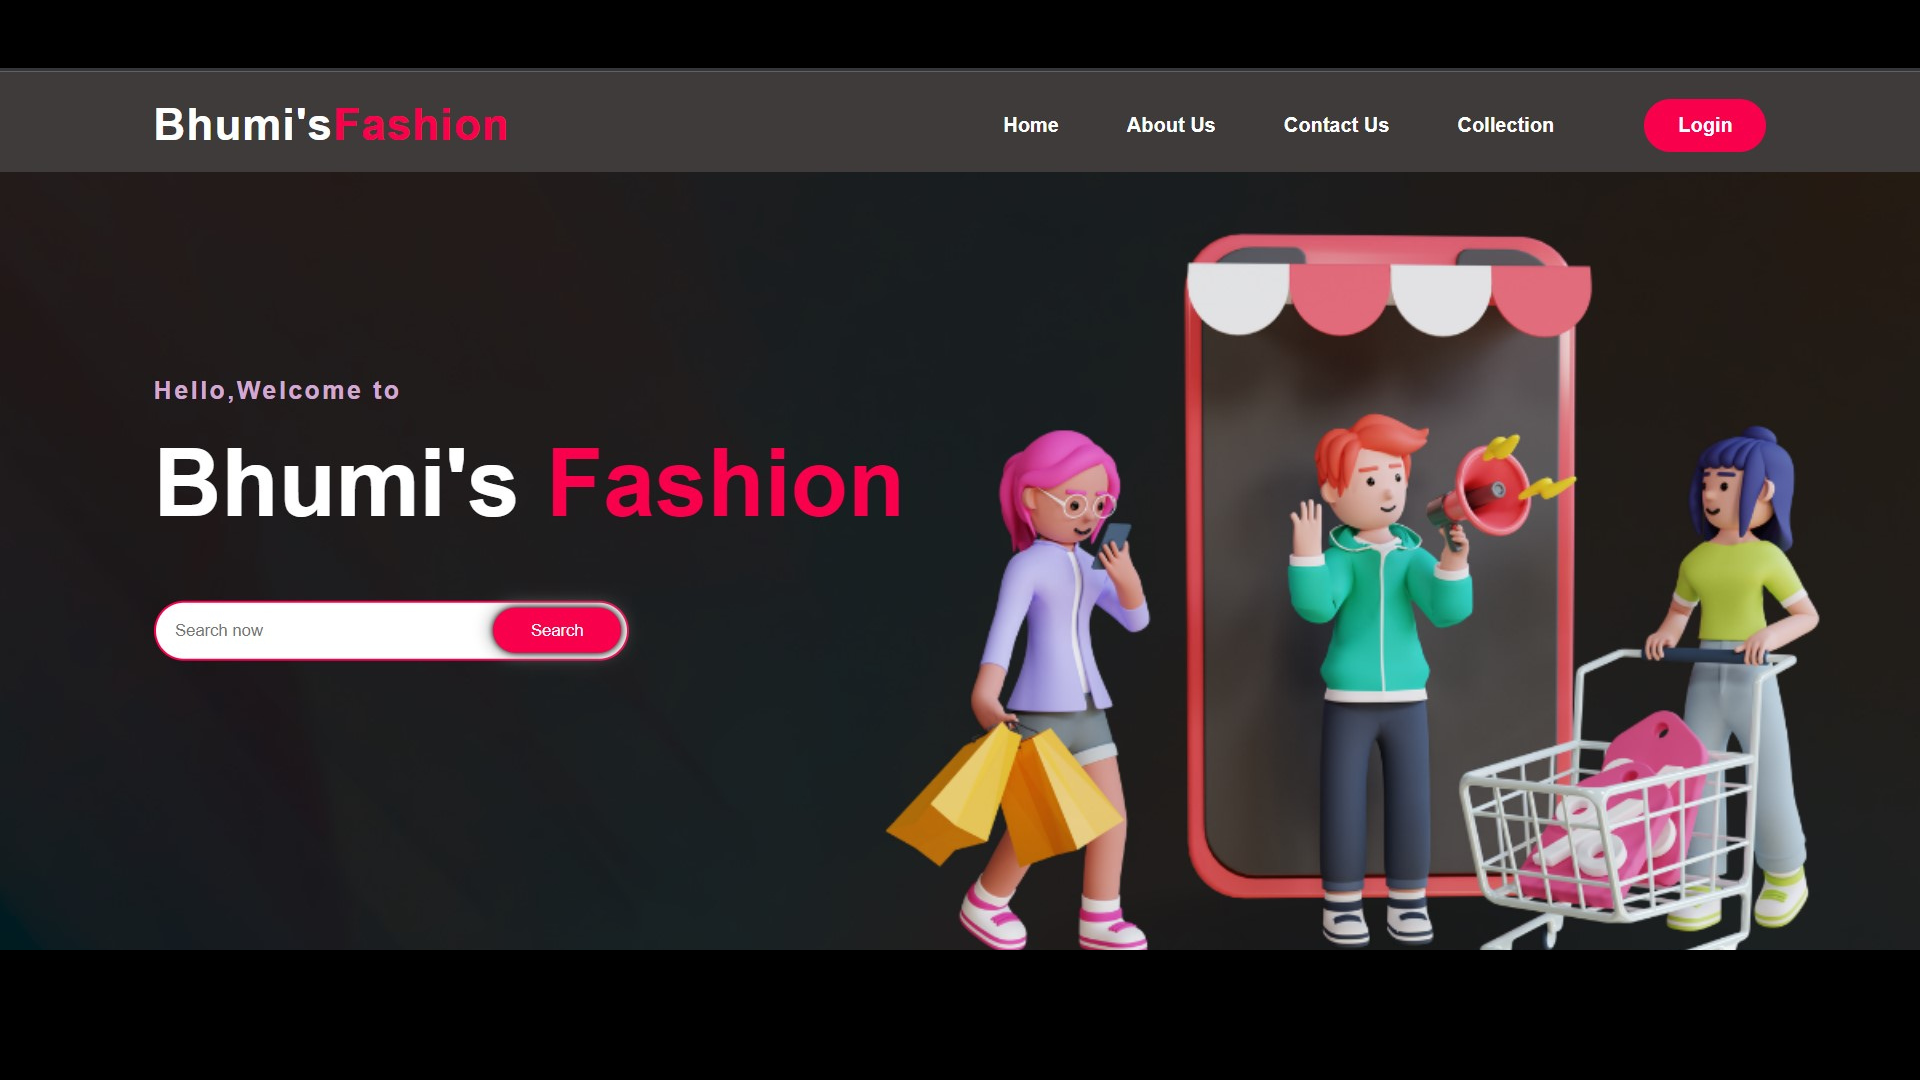 Bhumi'sFashion
Home
About Us
Contact Us
Collection
Login
Hello,Welcome to
Bhumi's Fashion
Search now
Search